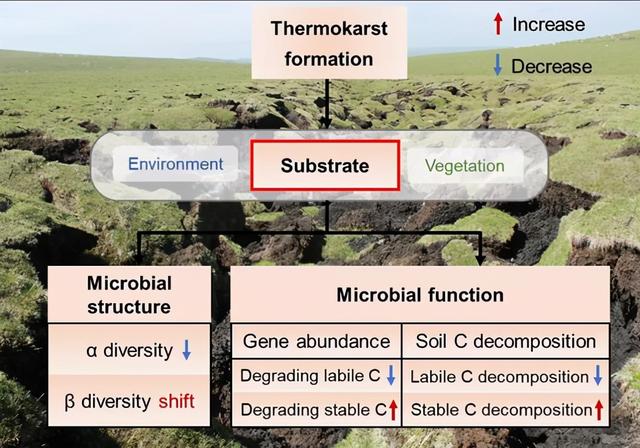 Thermokarst
formation
↑ Increase
↓ Decrease
Environment
Substrate
Vegetation
Microbial
structure
α diversity ↓
β diversity shift
Microbial function
Gene abundance
Soil C decomposition
Degrading labile C ↓
Labile C decomposition ↓
Degrading stable C ↑
Stable C decomposition ↑